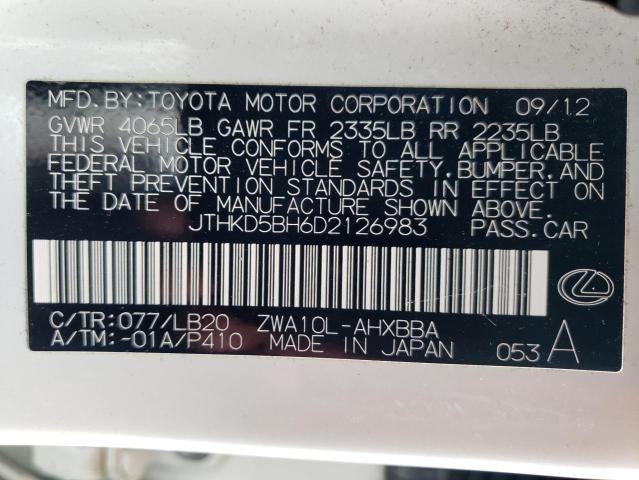 MFD. BY: TOYOTA MOTOR CORPORATION 09/12
GVWR 4065LB GAWR FR 2335LB RR 2235LB
THIS VEHICLE CONFORMS TO ALL APPLICABLE
FEDERAL MOTOR VEHICLE SAFETY, BUMPER, AND
THEFT PREVENTION STANDARDS IN EFFECT ON
THE DATE OF MANUFACTURE SHOWN ABOVE.
JTHKD5BH6D2126983 PASS.CAR
C/TR:077/LB20 ZWA10L-AHXBBA
A/TM:-01A/P410 MADE IN JAPAN 053 A